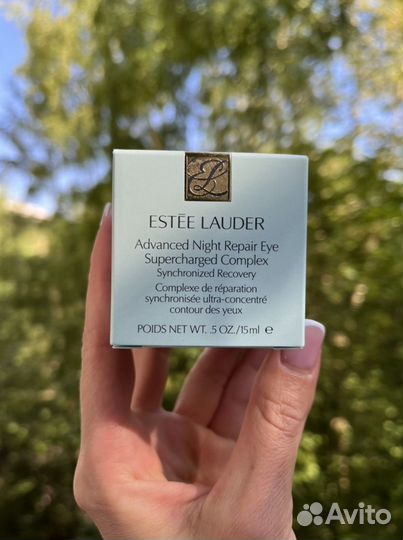 ESTĒE LAUDER
Advanced Night Repair Eye
Supercharged Complex
Synchronized Recovery
Complexe de réparation
synchronisée ultra-concentré
contour des yeux
POIDS NET WT. .5 OZ./15ml e
Avito